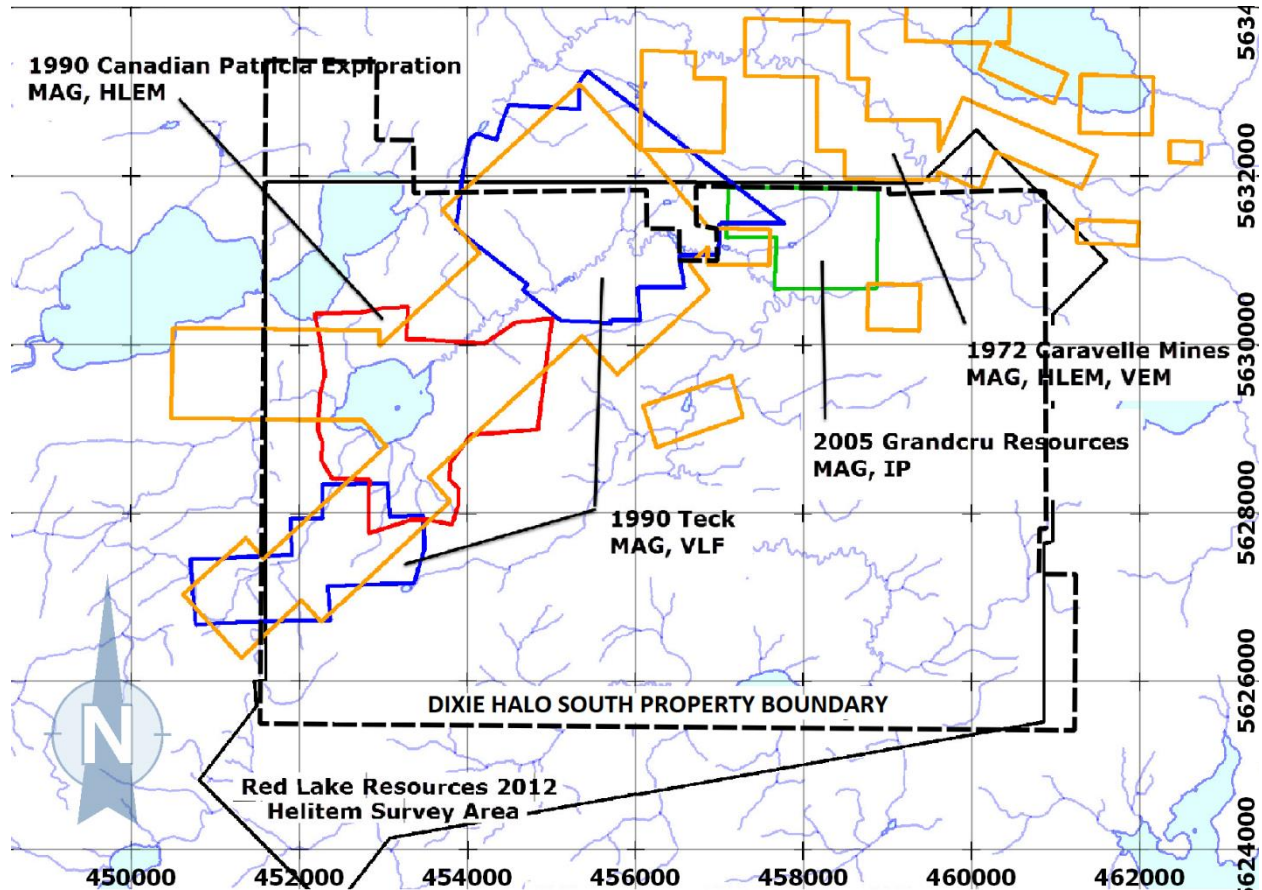 5634
1990 Canadian Patricia Exploration
MAG, HLEM
5632000
5630000
1972 Caravelle Mines
MAG, HLEM, VEM
2005 Grandcru Resources
MAG, IP
5628000
1990 Teck
MAG, VLF
5626000
DIXIE HALO SOUTH PROPERTY BOUNDARY
N
Red Lake Resources 2012
Helitem Survey Area
5624000
450000
452000
454000
456000
458000
460000